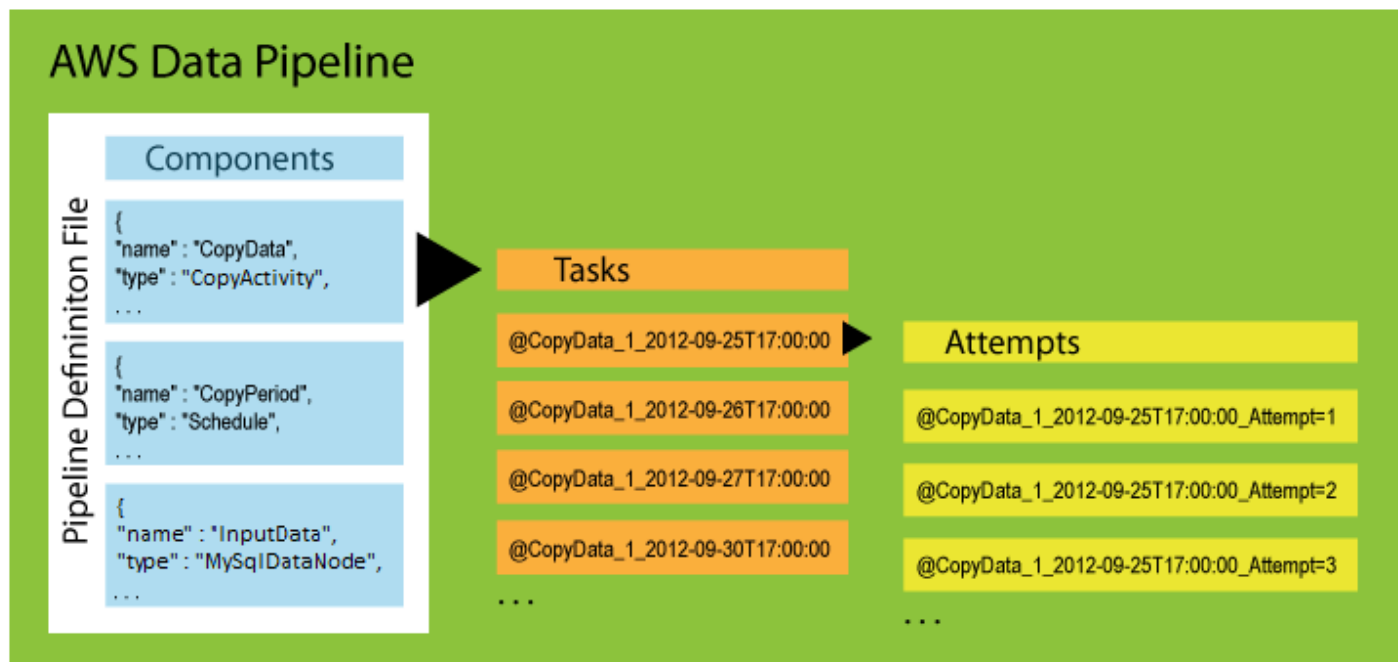 AWS Data Pipeline
Pipeline Defininiton File
Components
{
"name" : "CopyData",
"type" : "CopyActivity",
. . .
{
"name" : "CopyPeriod",
"type" : "Schedule",
. . .
{
"name" : "InputData",
"type" : "MySqlDataNode",
. . .
Tasks
@CopyData_1_2012-09-25T17:00:00
@CopyData_1_2012-09-26T17:00:00
@CopyData_1_2012-09-27T17:00:00
@CopyData_1_2012-09-30T17:00:00
. . .
Attempts
@CopyData_1_2012-09-25T17:00:00_Attempt=1
@CopyData_1_2012-09-25T17:00:00_Attempt=2
@CopyData_1_2012-09-25T17:00:00_Attempt=3
. . .